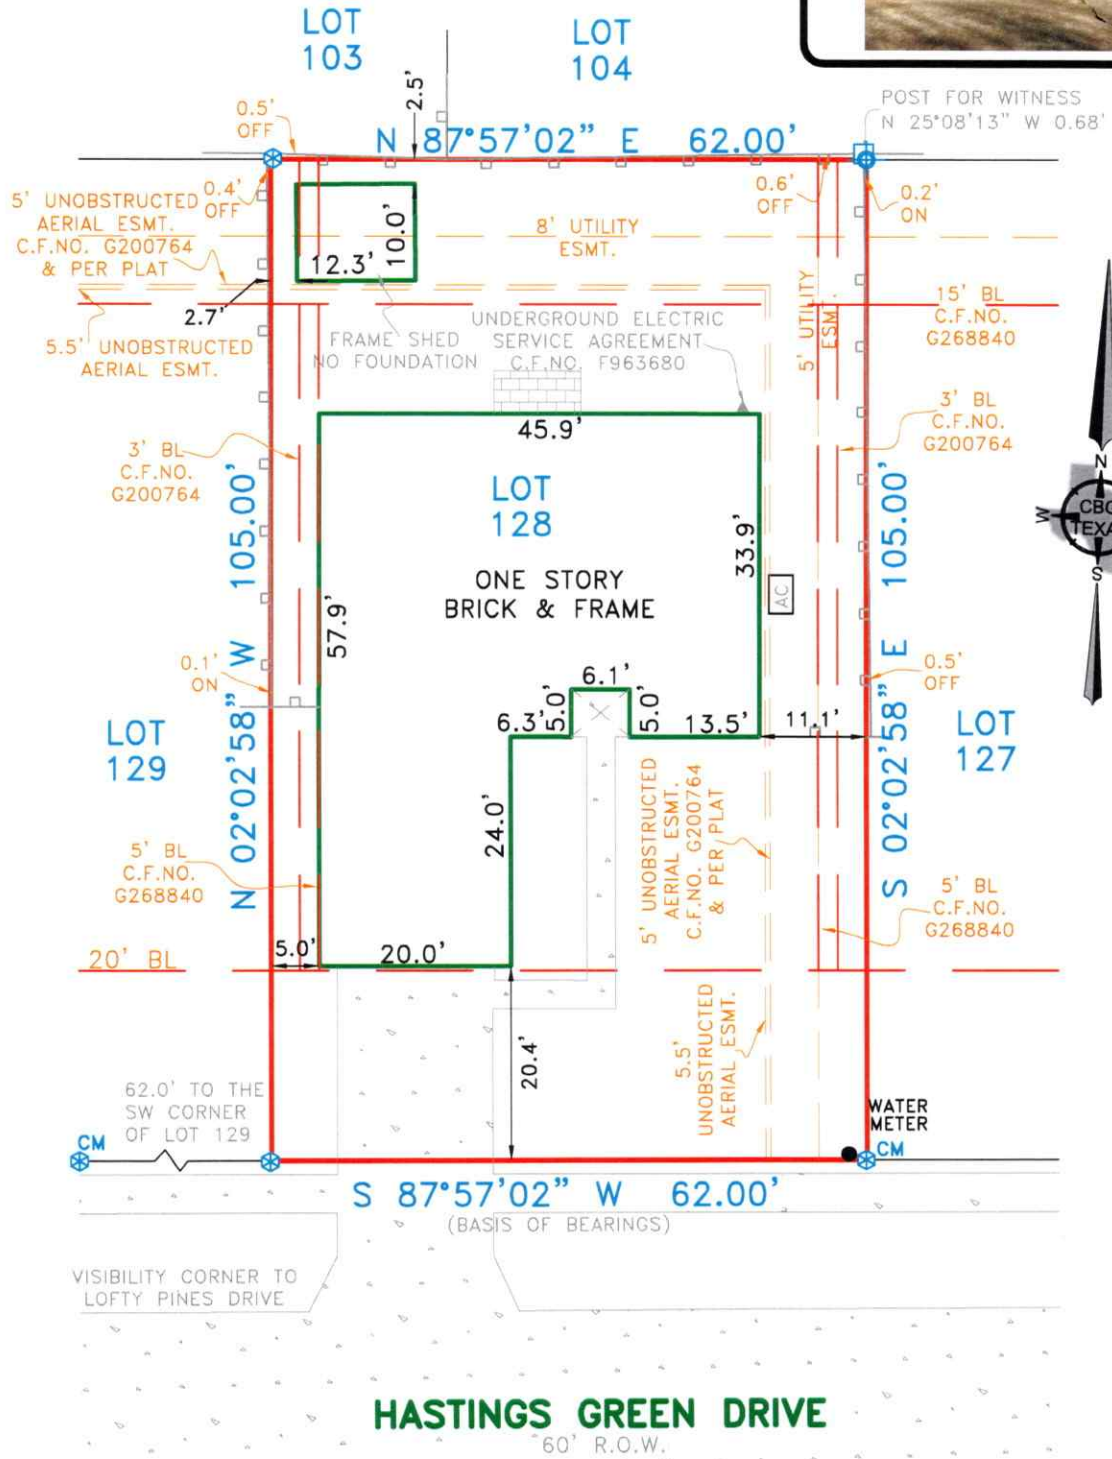 LOT
103
LOT
104
POST FOR WITNESS
N 25°08'13" W 0.68'
0.5'
OFF
2.5'
N 87°57'02" E 62.00'
5' UNOBSTRUCTED
AERIAL ESMT.
C.F.NO. G200764
& PER PLAT
0.4'
OFF
0.6'
OFF
0.2'
ON
8' UTILITY
ESMT.
10.0'
12.3'
2.7'
5.5' UNOBSTRUCTED
AERIAL ESMT.
FRAME SHED
NO FOUNDATION
UNDERGROUND ELECTRIC
SERVICE AGREEMENT
C.F.NO. F963680
5' UTILITY
ESMT.
15' BL
C.F.NO.
G268840
3' BL
C.F.NO.
G200764
3' BL
C.F.NO.
G200764
45.9'
LOT
128
ONE STORY
BRICK & FRAME
33.9'
57.9'
AC
N
W
S
N 02°02'58" W 105.00'
S 02°02'58" E 105.00'
0.1'
ON
0.5'
OFF
6.1'
5.0'
5.0'
6.3'
13.5'
11.1'
LOT
129
LOT
127
24.0'
5' UNOBSTRUCTED
AERIAL ESMT.
C.F.NO. G200764
& PER PLAT
5' BL
C.F.NO.
G268840
5' BL
C.F.NO.
G268840
5.0'
20.0'
20' BL
20.4'
5.5'
UNOBSTRUCTED
AERIAL ESMT.
62.0' TO THE
SW CORNER
OF LOT 129
WATER
METER
CM
CM
S 87°57'02" W 62.00'
(BASIS OF BEARINGS)
VISIBILITY CORNER TO
LOFTY PINES DRIVE
HASTINGS GREEN DRIVE
60' R.O.W.